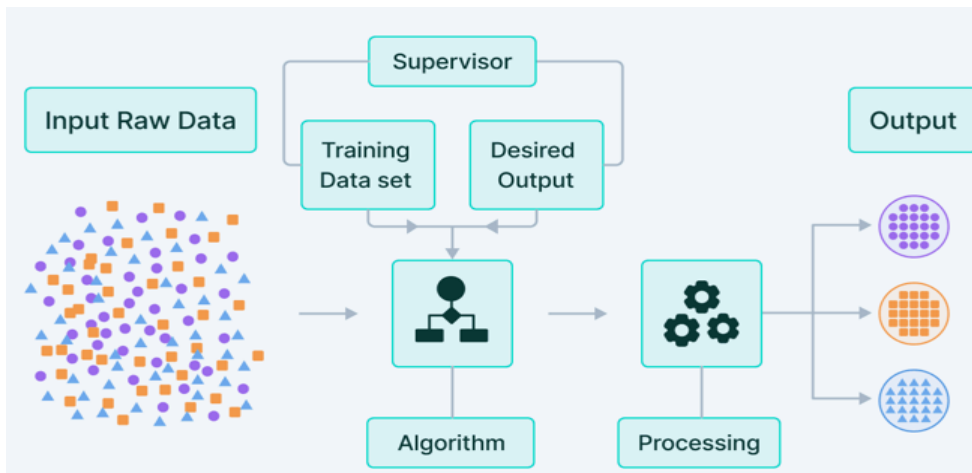 Supervisor
Input Raw Data
Output
Training
Data set
Desired
Output
Algorithm
Processing